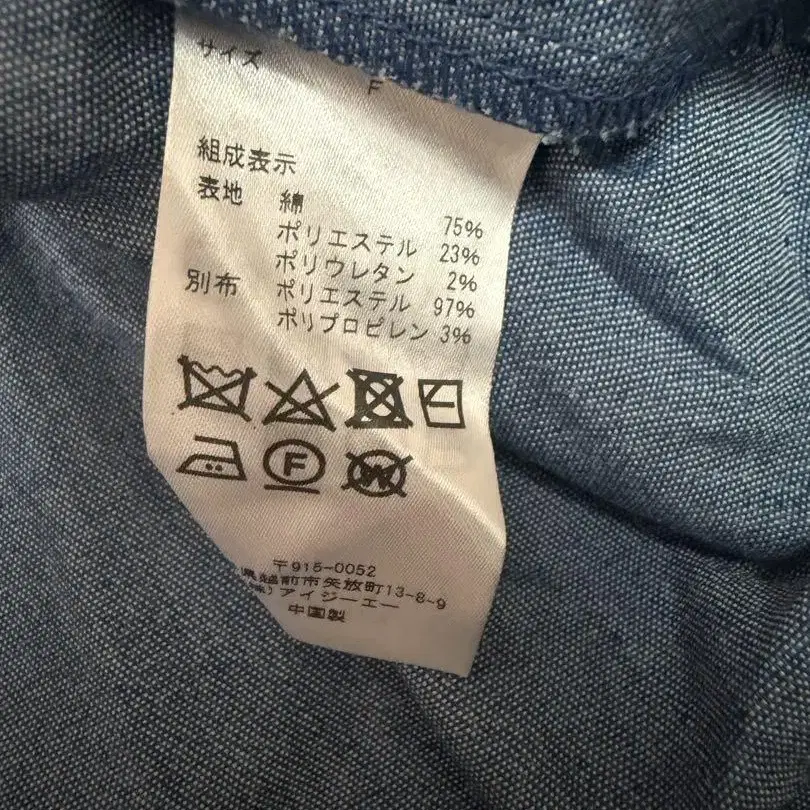 サイズ
F
組成表示
表地 綿 75%
ポリエステル 23%
ポリウレタン 2%
別布 ポリエステル 97%
ポリプロピレン 3%
F
W
〒915-0052
越前市矢放町13-8-9
アイジーエー
中国製